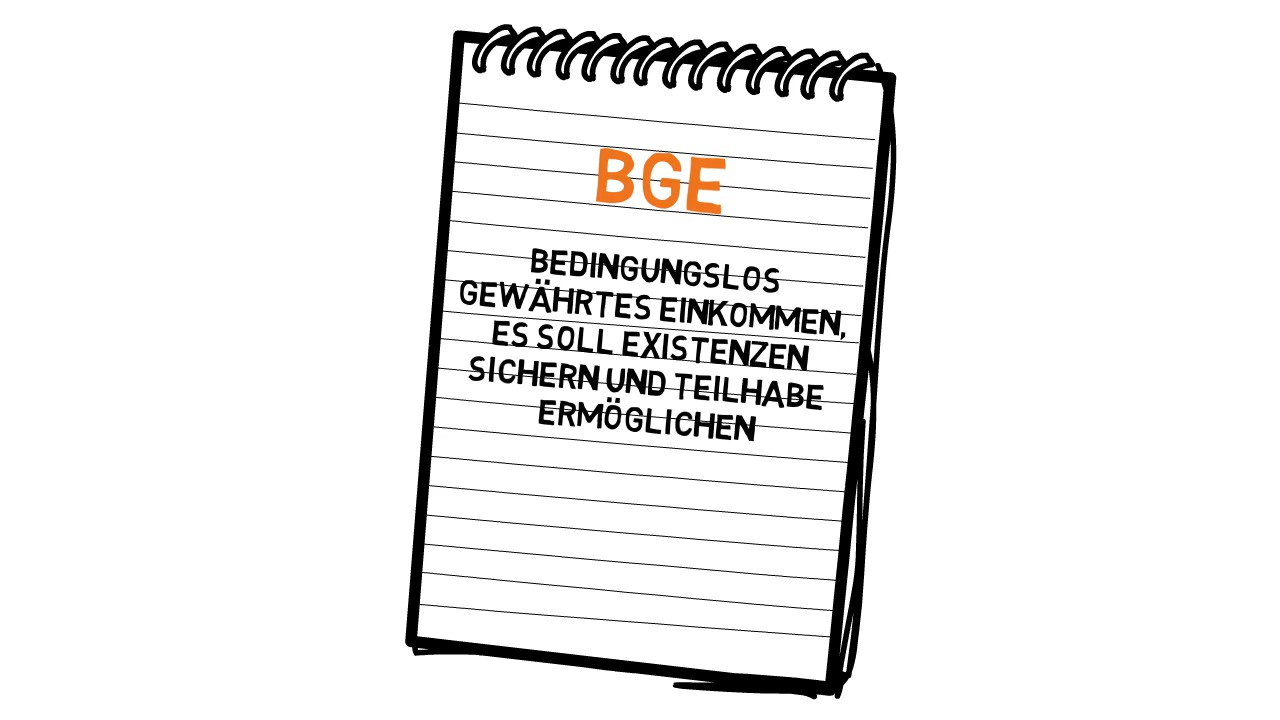 BGE
BEDINGUNGSLOS
GEWÄHRTES EINKOMMEN,
ES SOLL EXISTENZEN
SICHERN UND TEILHABE
ERMÖGLICHEN